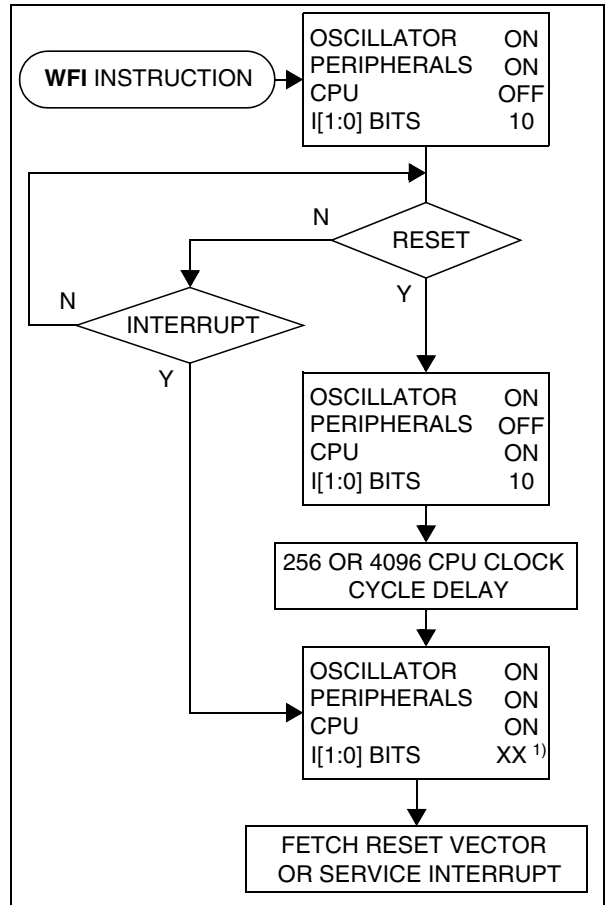 WFI INSTRUCTION
OSCILLATOR ON
PERIPHERALS ON
CPU OFF
I[1:0] BITS 10
N
RESET
N
INTERRUPT
Y
Y
OSCILLATOR ON
PERIPHERALS OFF
CPU ON
I[1:0] BITS 10
256 OR 4096 CPU CLOCK
CYCLE DELAY
OSCILLATOR ON
PERIPHERALS ON
CPU ON
I[1:0] BITS XX 1)
FETCH RESET VECTOR
OR SERVICE INTERRUPT